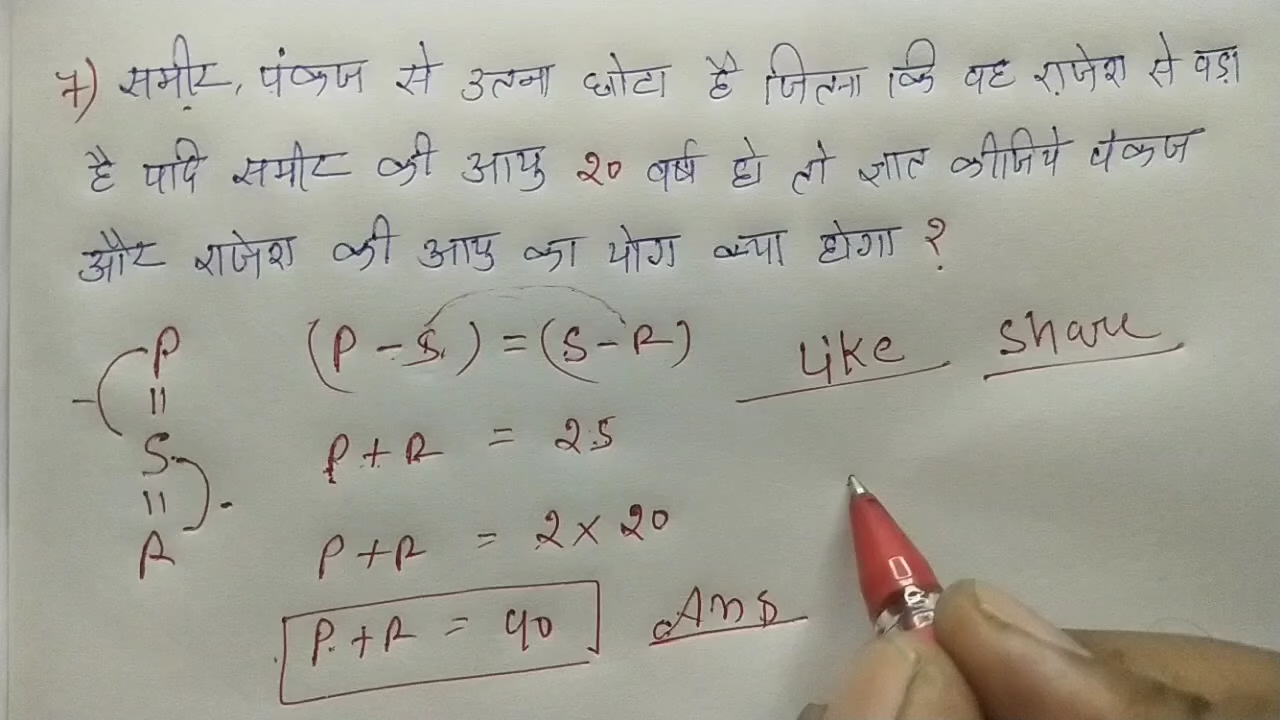 7) समीर, पंकज से उतना छोटा है जितना कि वह राजेश से बड़ा
है यदि समीर की आयु 20 वर्ष हो तो ज्ञात कीजिये पंकज
और राजेश की आयु का योग क्या होगा ?
P
=
S
=
R
(P - S) = (S - R)
P + R = 2S
P + R = 2 × 20
P + R = 40 Ans
Like Share